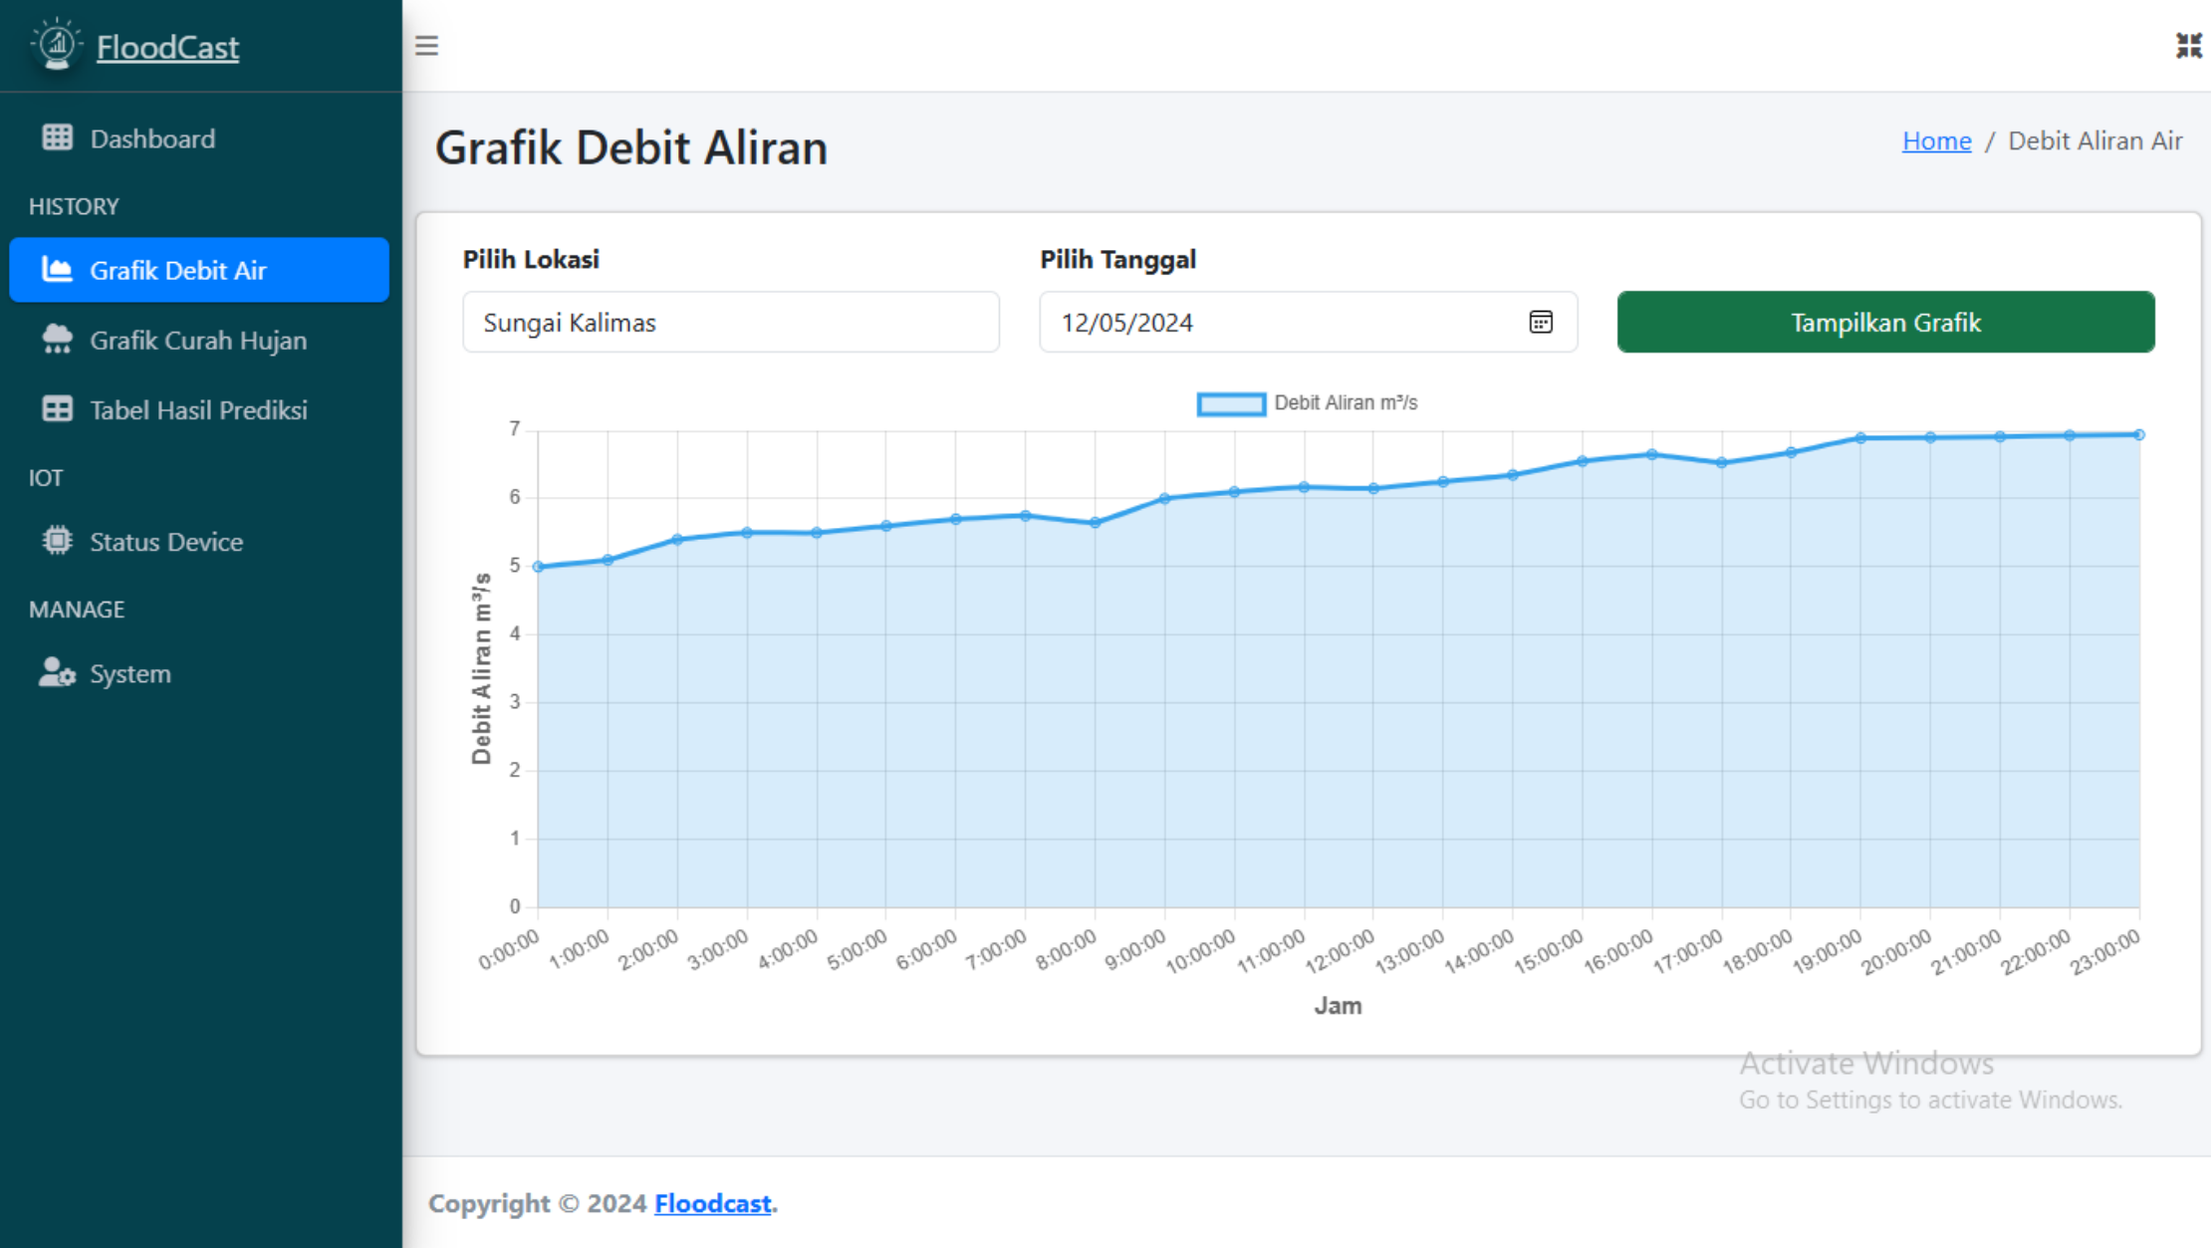 FloodCast
Dashboard
HISTORY
Grafik Debit Air
Grafik Curah Hujan
Tabel Hasil Prediksi
IOT
Status Device
MANAGE
System
Grafik Debit Aliran
Home / Debit Aliran Air
Pilih Lokasi
Pilih Tanggal
Sungai Kalimas
12/05/2024
Tampilkan Grafik
Debit Aliran m³/s
Debit Aliran m³/s
7
6
5
4
3
2
1
0
0:00:00
1:00:00
2:00:00
3:00:00
4:00:00
5:00:00
6:00:00
7:00:00
8:00:00
9:00:00
10:00:00
11:00:00
12:00:00
13:00:00
14:00:00
15:00:00
16:00:00
17:00:00
18:00:00
19:00:00
20:00:00
21:00:00
22:00:00
23:00:00
Jam
Activate Windows
Go to Settings to activate Windows.
Copyright © 2024 Floodcast.